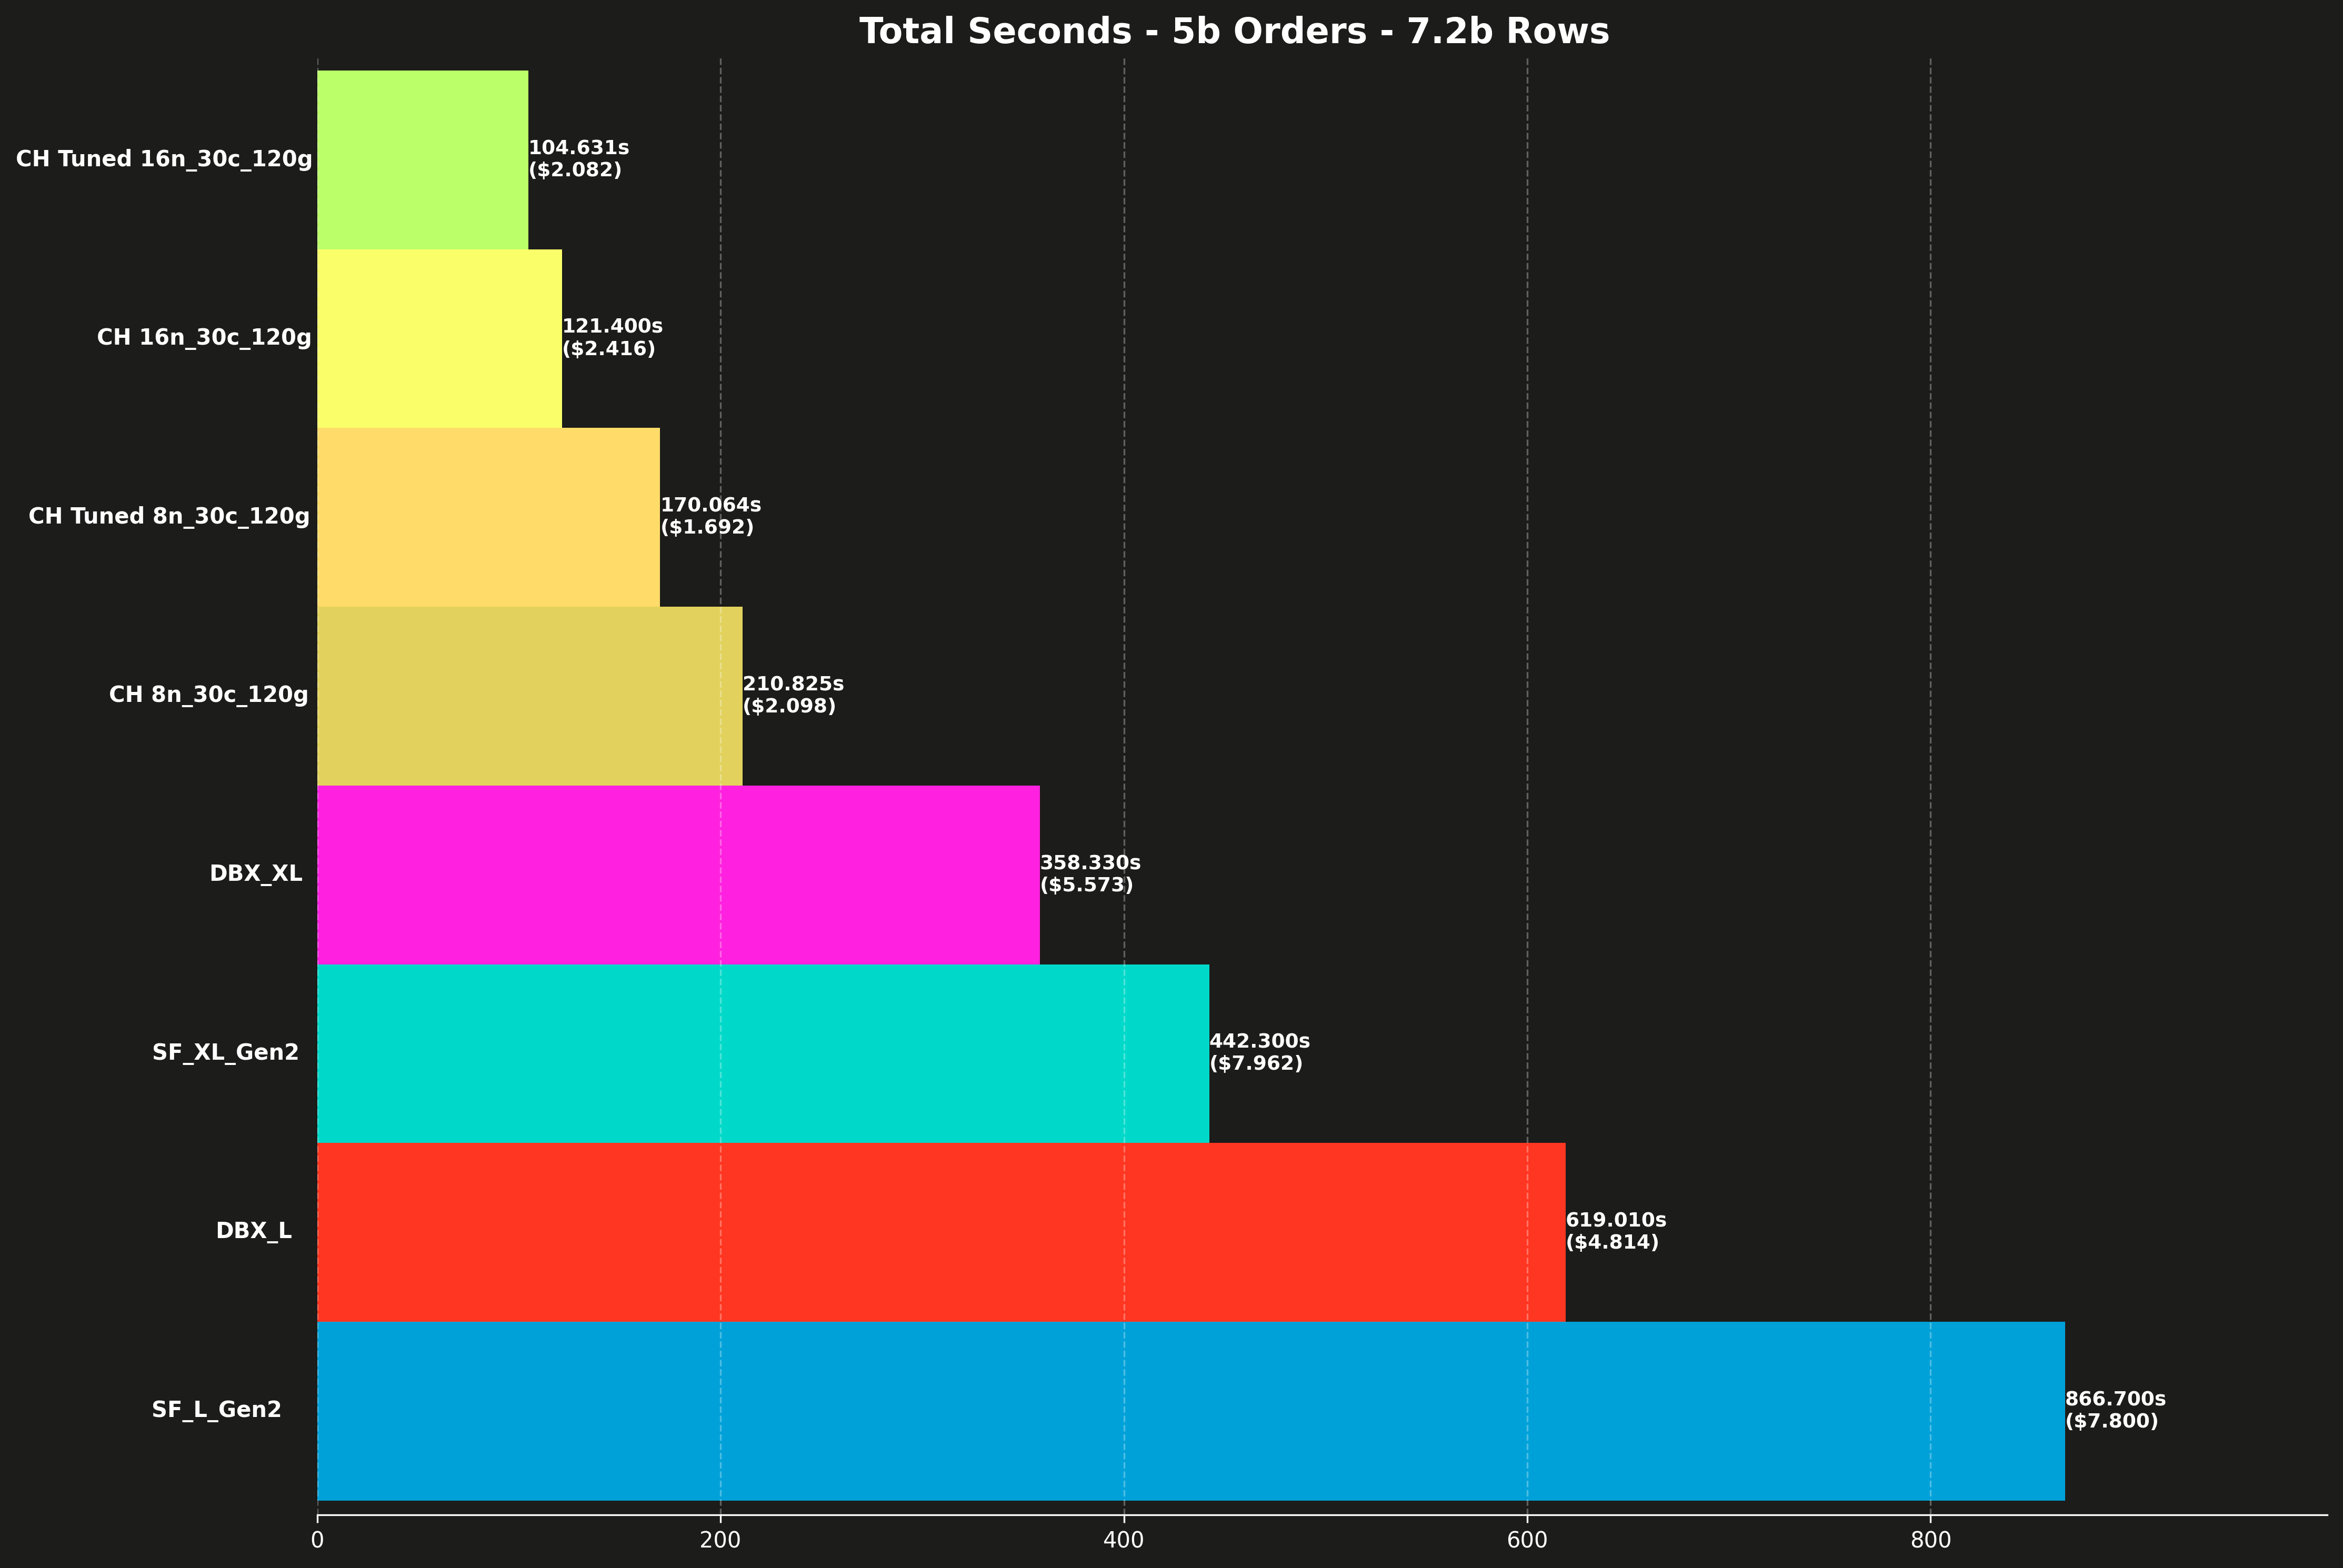 Total Seconds - 5b Orders - 7.2b Rows
CH Tuned 16n_30c_120g
104.631s
($2.082)
CH 16n_30c_120g
121.400s
($2.416)
CH Tuned 8n_30c_120g
170.064s
($1.692)
CH 8n_30c_120g
210.825s
($2.098)
DBX_XL
358.330s
($5.573)
SF_XL_Gen2
442.300s
($7.962)
DBX_L
619.010s
($4.814)
SF_L_Gen2
866.700s
($7.800)
0 200 400 600 800